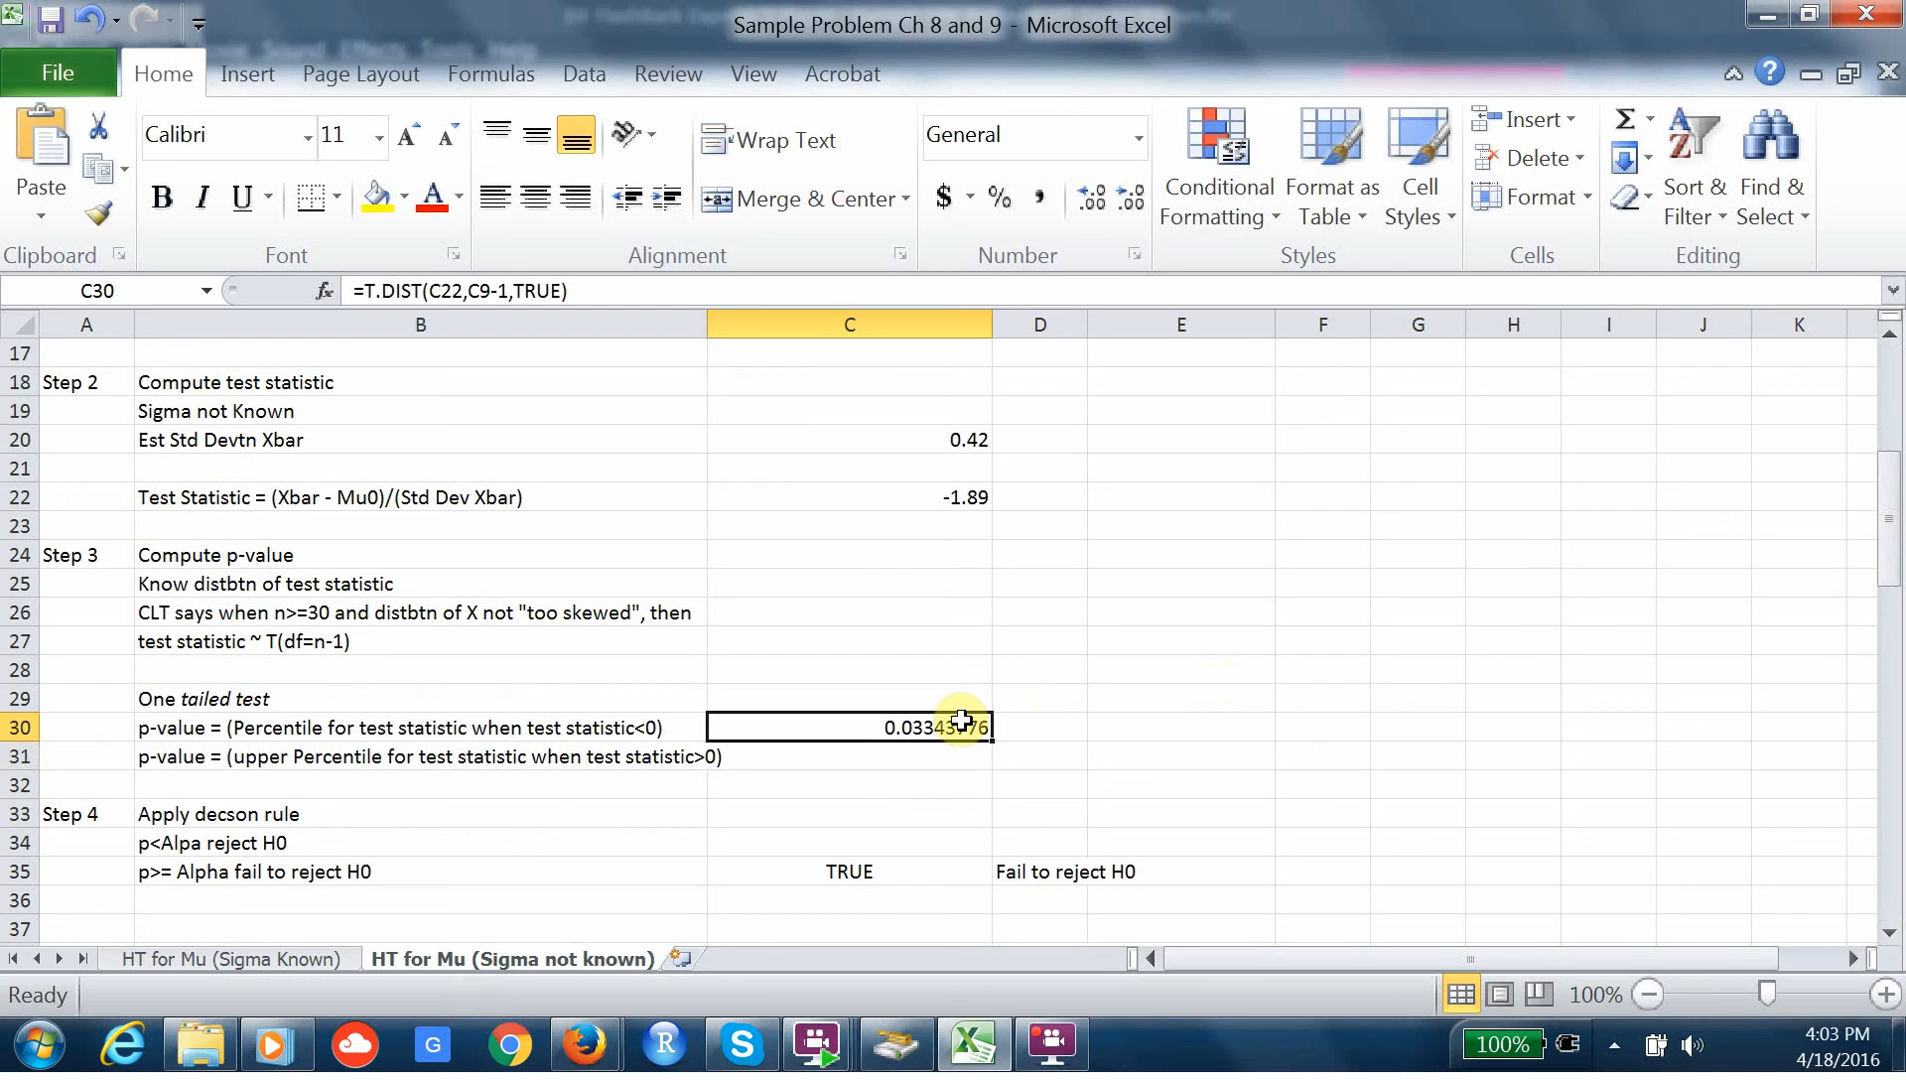 Sample Problem Ch 8 and 9 - Microsoft Excel
File Home Insert Page Layout Formulas Data Review View Acrobat
Calibri 11 Wrap Text General Insert
Delete
Paste B I U Merge & Center $ % Conditional Format as Cell Format Sort & Find &
Formatting Table Styles Filter Select
Clipboard Font Alignment Number Styles Cells Editing
C30 fx =T.DIST(C22,C9-1,TRUE)
A B C D E F G H I J K
17
18 Step 2 Compute test statistic
19 Sigma not Known
20 Est Std Devtn Xbar 0.42
21
22 Test Statistic = (Xbar - Mu0)/(Std Dev Xbar) -1.89
23
24 Step 3 Compute p-value
25 Know distbtn of test statistic
26 CLT says when n>=30 and distbtn of X not "too skewed", then
27 test statistic ~ T(df=n-1)
28
29 One tailed test
30 p-value = (Percentile for test statistic when test statistic<0)
31 p-value = (upper Percentile for test statistic when test statistic>0)
32
33 Step 4 Apply decson rule
34 p<Alpa reject H0
35 p>= Alpha fail to reject H0 TRUE Fail to reject H0
36
37
HT for Mu (Sigma Known) HT for Mu (Sigma not known)
Ready 100%
100% 4:03 PM
4/18/2016